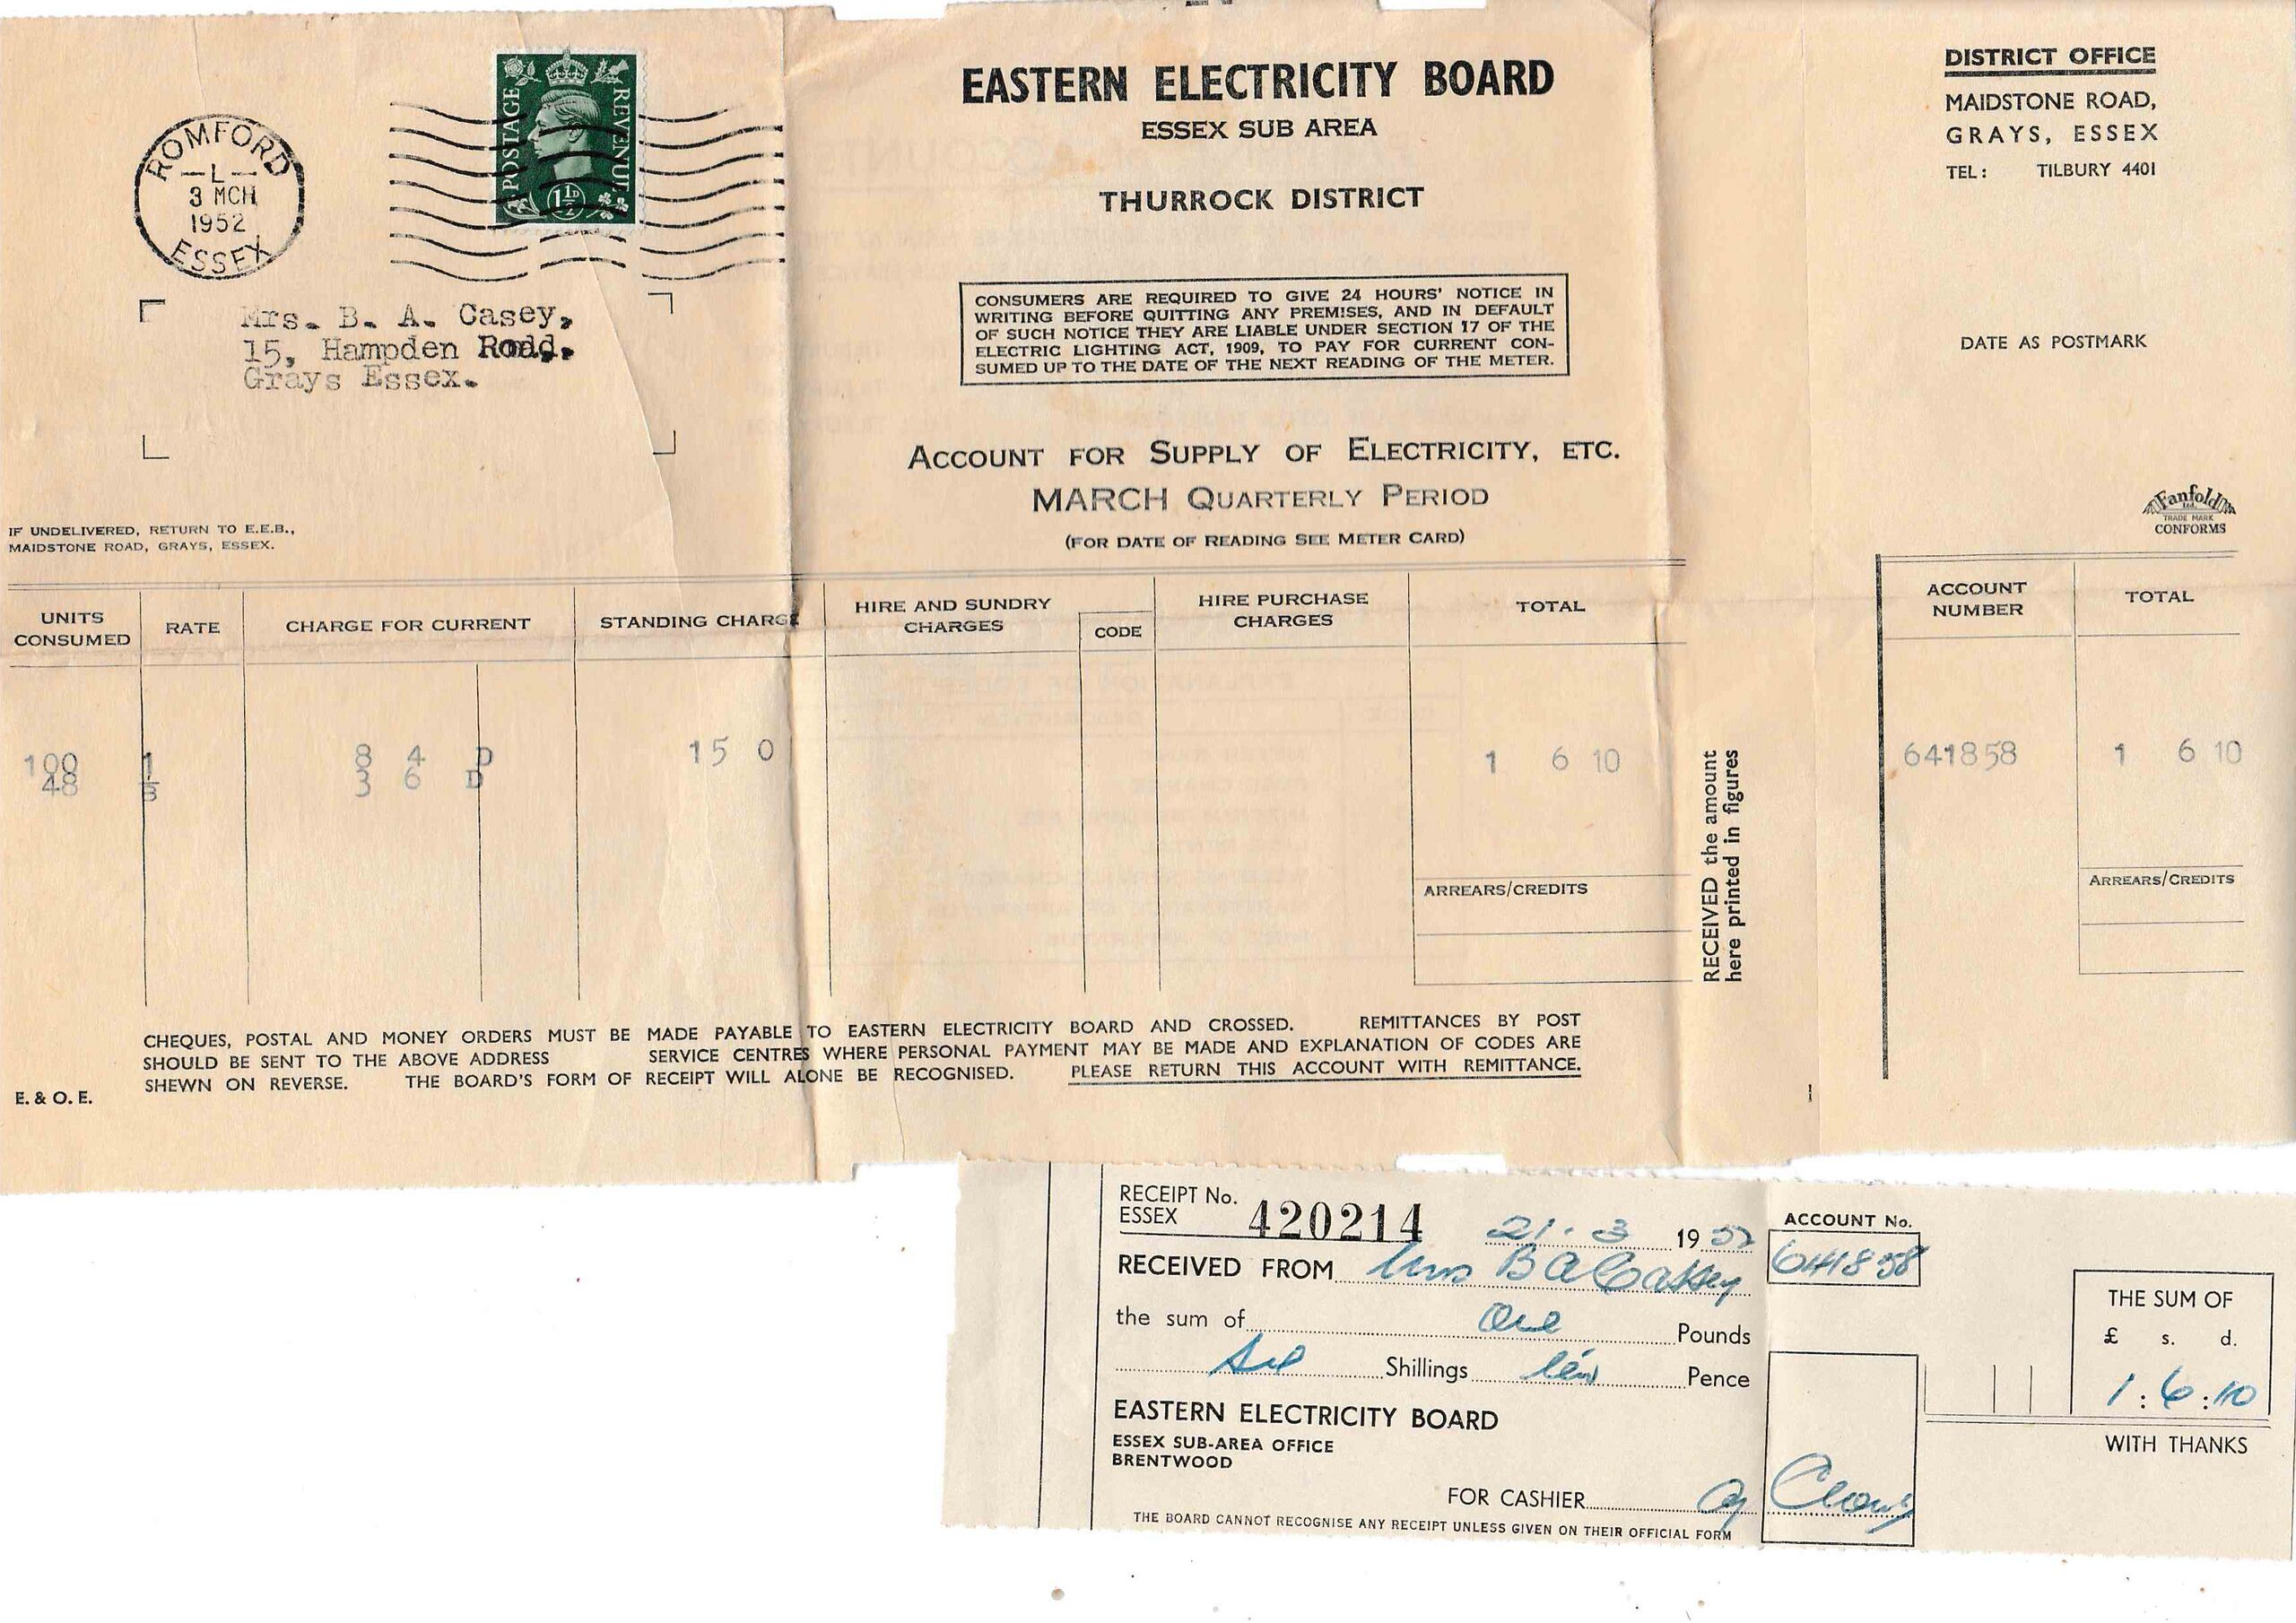 ROMFORD
L
3 MCH
1952
ESSEX
POSTAGE
REVENUE
1½D
Mrs. B. A. Casey,
15, Hampden Road.
Grays Essex.
IF UNDELIVERED, RETURN TO E.E.B.,
MAIDSTONE ROAD, GRAYS, ESSEX.
EASTERN ELECTRICITY BOARD
ESSEX SUB AREA
THURROCK DISTRICT
CONSUMERS ARE REQUIRED TO GIVE 24 HOURS' NOTICE IN
WRITING BEFORE QUITTING ANY PREMISES, AND IN DEFAULT
OF SUCH NOTICE THEY ARE LIABLE UNDER SECTION 17 OF THE
ELECTRIC LIGHTING ACT, 1909, TO PAY FOR CURRENT CON-
SUMED UP TO THE DATE OF THE NEXT READING OF THE METER.
ACCOUNT FOR SUPPLY OF ELECTRICITY, ETC.
MARCH QUARTERLY PERIOD
(FOR DATE OF READING SEE METER CARD)
DISTRICT OFFICE
MAIDSTONE ROAD,
GRAYS, ESSEX
TEL: TILBURY 4401
DATE AS POSTMARK
Fanfold
Ltd.
TRADE MARK
CONFORMS
UNITS CONSUMED RATE CHARGE FOR CURRENT STANDING CHARGE HIRE AND SUNDRY CHARGES CODE HIRE PURCHASE CHARGES TOTAL ACCOUNT NUMBER TOTAL
100 1 8 4 D 15 0 1 6 10 641858 1 6 10
48 3 6 D
RECEIVED the amount
here printed in figures
ARREARS/CREDITS ARREARS/CREDITS
CHEQUES, POSTAL AND MONEY ORDERS MUST BE MADE PAYABLE TO EASTERN ELECTRICITY BOARD AND CROSSED. REMITTANCES BY POST
SHOULD BE SENT TO THE ABOVE ADDRESS SERVICE CENTRES WHERE PERSONAL PAYMENT MAY BE MADE AND EXPLANATION OF CODES ARE
SHEWN ON REVERSE. THE BOARD'S FORM OF RECEIPT WILL ALONE BE RECOGNISED. PLEASE RETURN THIS ACCOUNT WITH REMITTANCE.
E. & O. E.
RECEIPT No.
ESSEX 420214 21·3 1952
ACCOUNT No.
641858
RECEIVED FROM Mrs B A Casey
the sum of One Pounds
Six Shillings ten Pence
THE SUM OF
£ s. d.
1:6:10
WITH THANKS
EASTERN ELECTRICITY BOARD
ESSEX SUB-AREA OFFICE
BRENTWOOD
FOR CASHIER
THE BOARD CANNOT RECOGNISE ANY RECEIPT UNLESS GIVEN ON THEIR OFFICIAL FORM